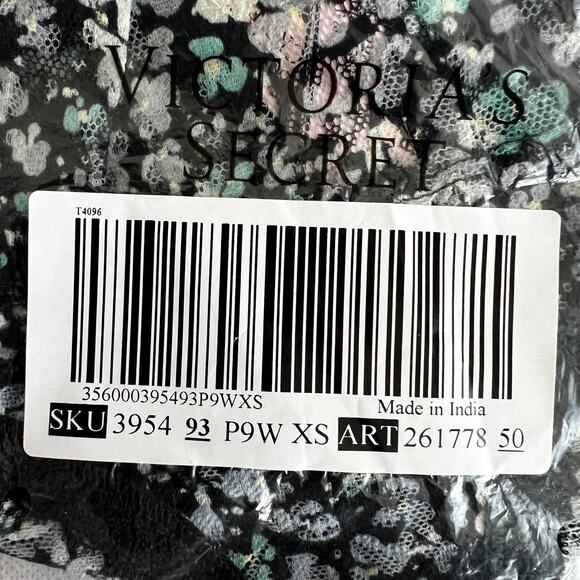 VICTORIA'S
SECRET
T4096
356000395493P9WXS
Made in India
SKU 3954 93 P9W XS ART 261778 50